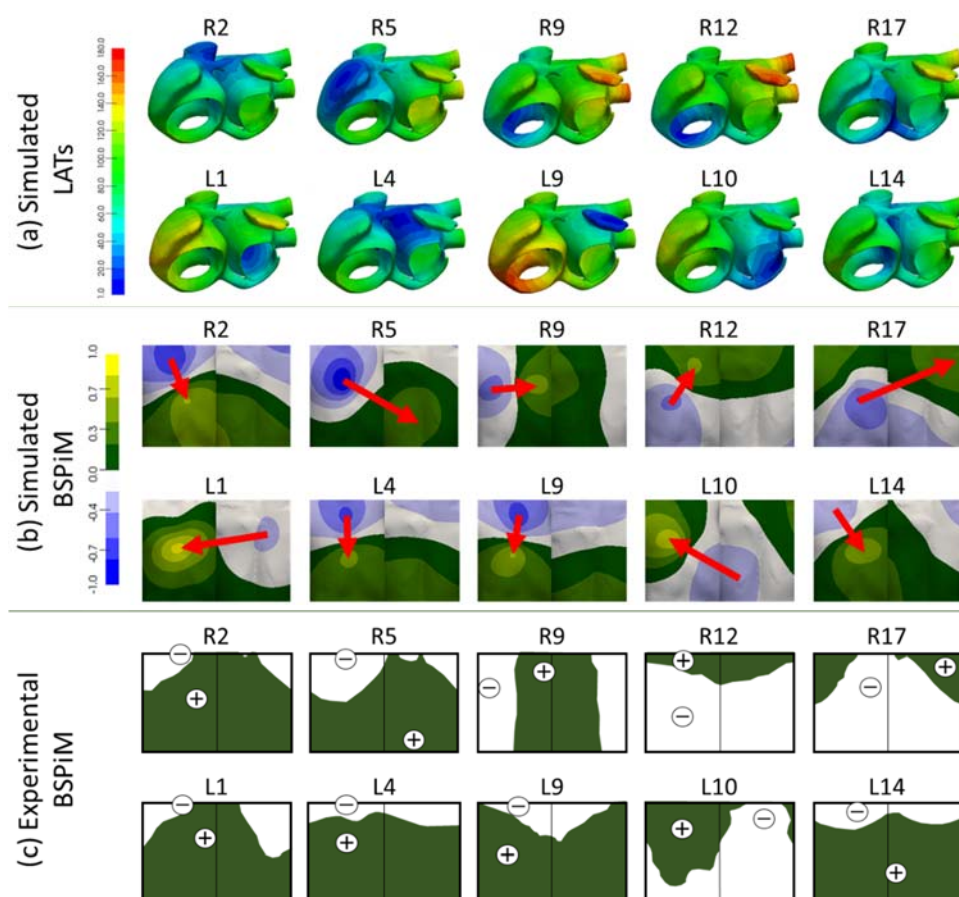 (a) Simulated
LATs
180.0
160.0
140.0
120.0
100.0
80.0
60.0
40.0
20.0
1.0
R2 R5 R9 R12 R17
L1 L4 L9 L10 L14
(b) Simulated
BSPiM
1.0
0.7
0.3
0.0
-0.4
-0.7
-1.0
R2 R5 R9 R12 R17
L1 L4 L9 L10 L14
(c) Experimental
BSPiM
R2 R5 R9 R12 R17
− − + + +
− −
+ + −
L1 L4 L9 L10 L14
− − − − −
+ + + + +